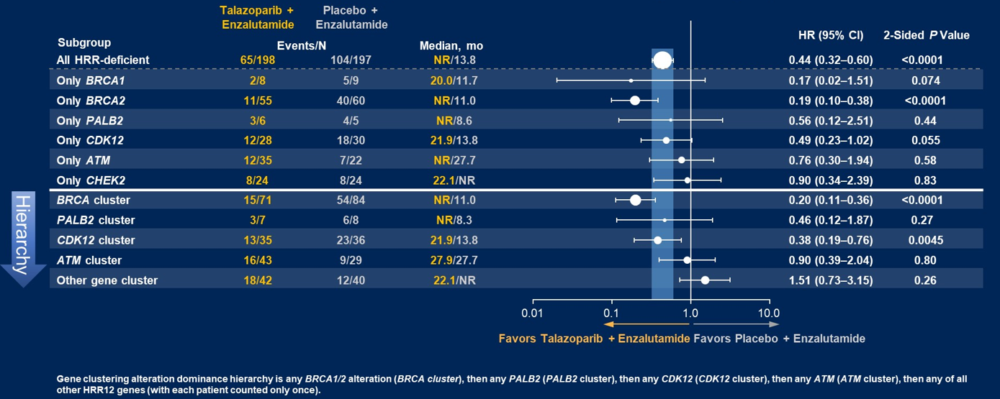 Talazoparib + Placebo +
Enzalutamide Enzalutamide
Subgroup Events/N Median, mo HR (95% CI) 2-Sided P Value
All HRR-deficient 65/198 104/197 NR/13.8 0.44 (0.32–0.60) <0.0001
Only BRCA1 2/8 5/9 20.0/11.7 0.17 (0.02–1.51) 0.074
Only BRCA2 11/55 40/60 NR/11.0 0.19 (0.10–0.38) <0.0001
Only PALB2 3/6 4/5 NR/8.6 0.56 (0.12–2.51) 0.44
Only CDK12 12/28 18/30 21.9/13.8 0.49 (0.23–1.02) 0.055
Only ATM 12/35 7/22 NR/27.7 0.76 (0.30–1.94) 0.58
Only CHEK2 8/24 8/24 22.1/NR 0.90 (0.34–2.39) 0.83
Hierarchy
BRCA cluster 15/71 54/84 NR/11.0 0.20 (0.11–0.36) <0.0001
PALB2 cluster 3/7 6/8 NR/8.3 0.46 (0.12–1.87) 0.27
CDK12 cluster 13/35 23/36 21.9/13.8 0.38 (0.19–0.76) 0.0045
ATM cluster 16/43 9/29 27.9/27.7 0.90 (0.39–2.04) 0.80
Other gene cluster 18/42 12/40 22.1/NR 1.51 (0.73–3.15) 0.26
0.01 0.1 1.0 10.0
Favors Talazoparib + Enzalutamide Favors Placebo + Enzalutamide
Gene clustering alteration dominance hierarchy is any BRCA1/2 alteration (BRCA cluster), then any PALB2 (PALB2 cluster), then any CDK12 (CDK12 cluster), then any ATM (ATM cluster), then any of all
other HRR12 genes (with each patient counted only once).